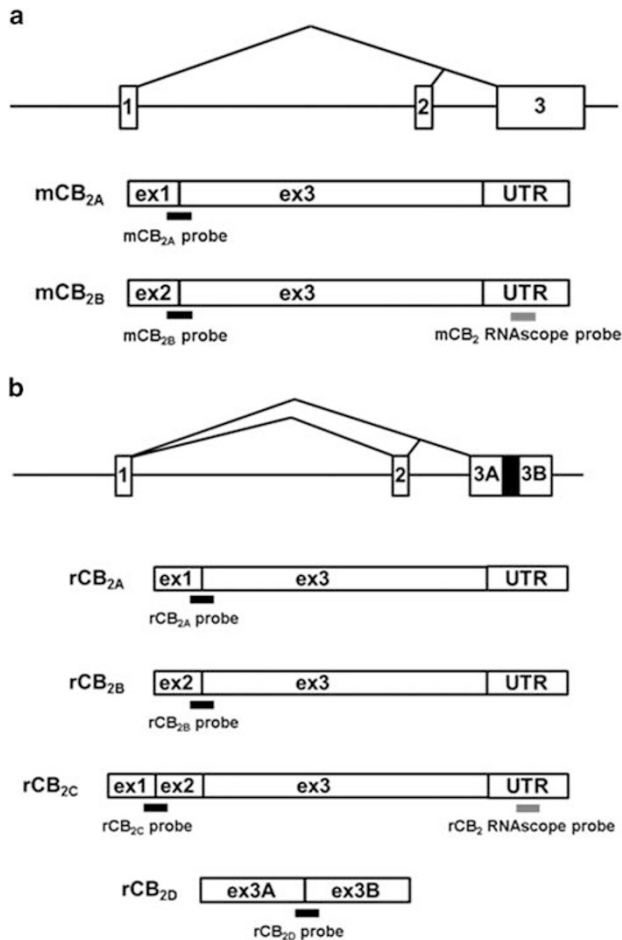 a
1 2 3
mCB2A ex1 ex3 UTR
mCB2A probe
mCB2B ex2 ex3 UTR
mCB2B probe mCB2 RNAscope probe
b
1 2 3A 3B
rCB2A ex1 ex3 UTR
rCB2A probe
rCB2B ex2 ex3 UTR
rCB2B probe
rCB2C ex1 ex2 ex3 UTR
rCB2C probe rCB2 RNAscope probe
rCB2D ex3A ex3B
rCB2D probe